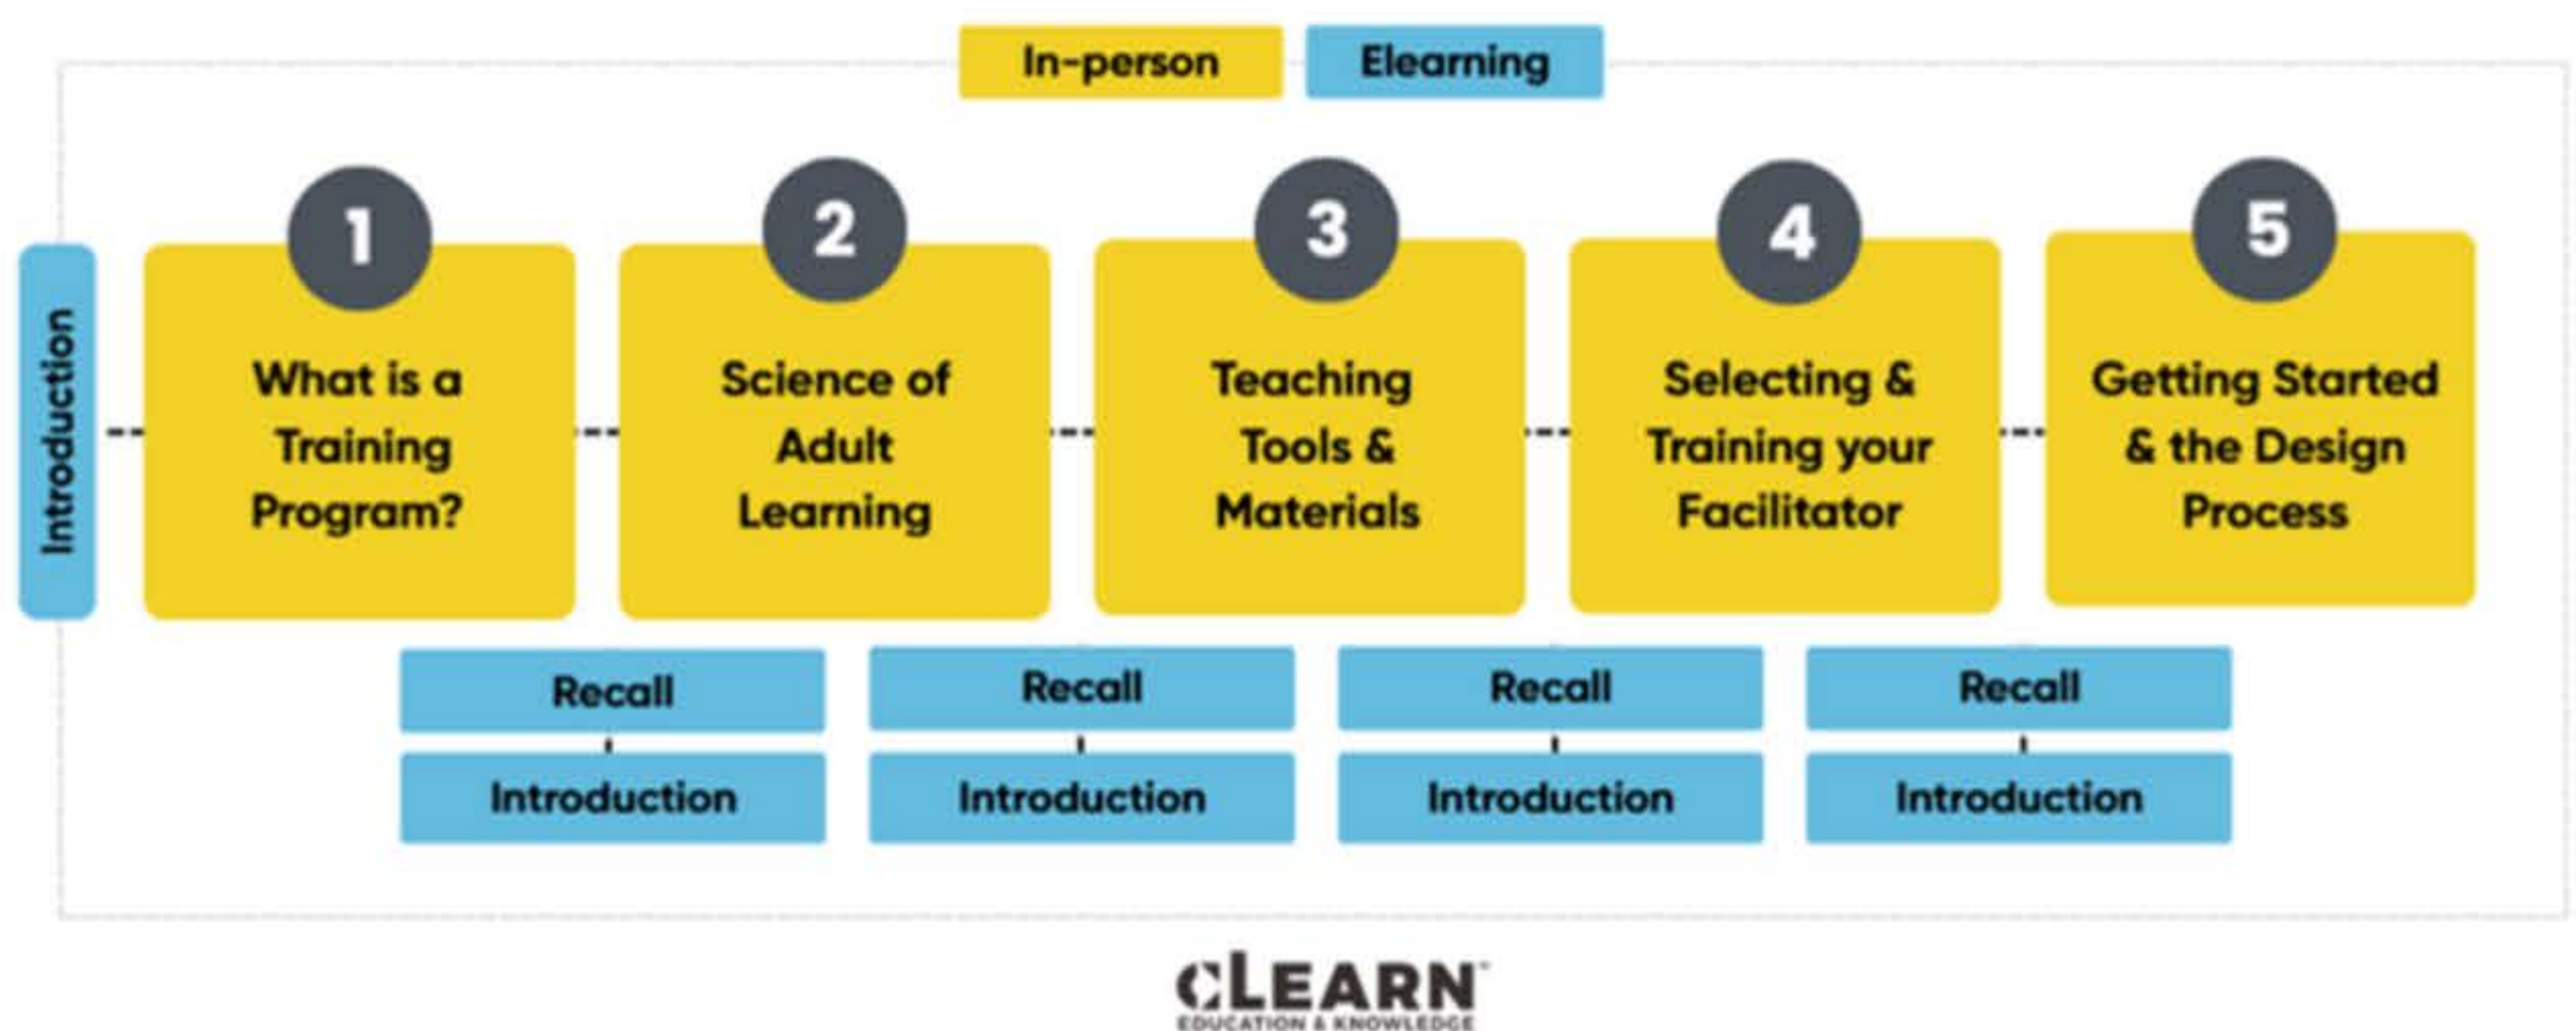 In-person
Elearning
Introduction
1
What is a
Training
Program?
2
Science of
Adult
Learning
3
Teaching
Tools &
Materials
4
Selecting &
Training your
Facilitator
5
Getting Started
& the Design
Process
Recall
Introduction
Recall
Introduction
Recall
Introduction
Recall
Introduction
CLEARN™
EDUCATION & KNOWLEDGE